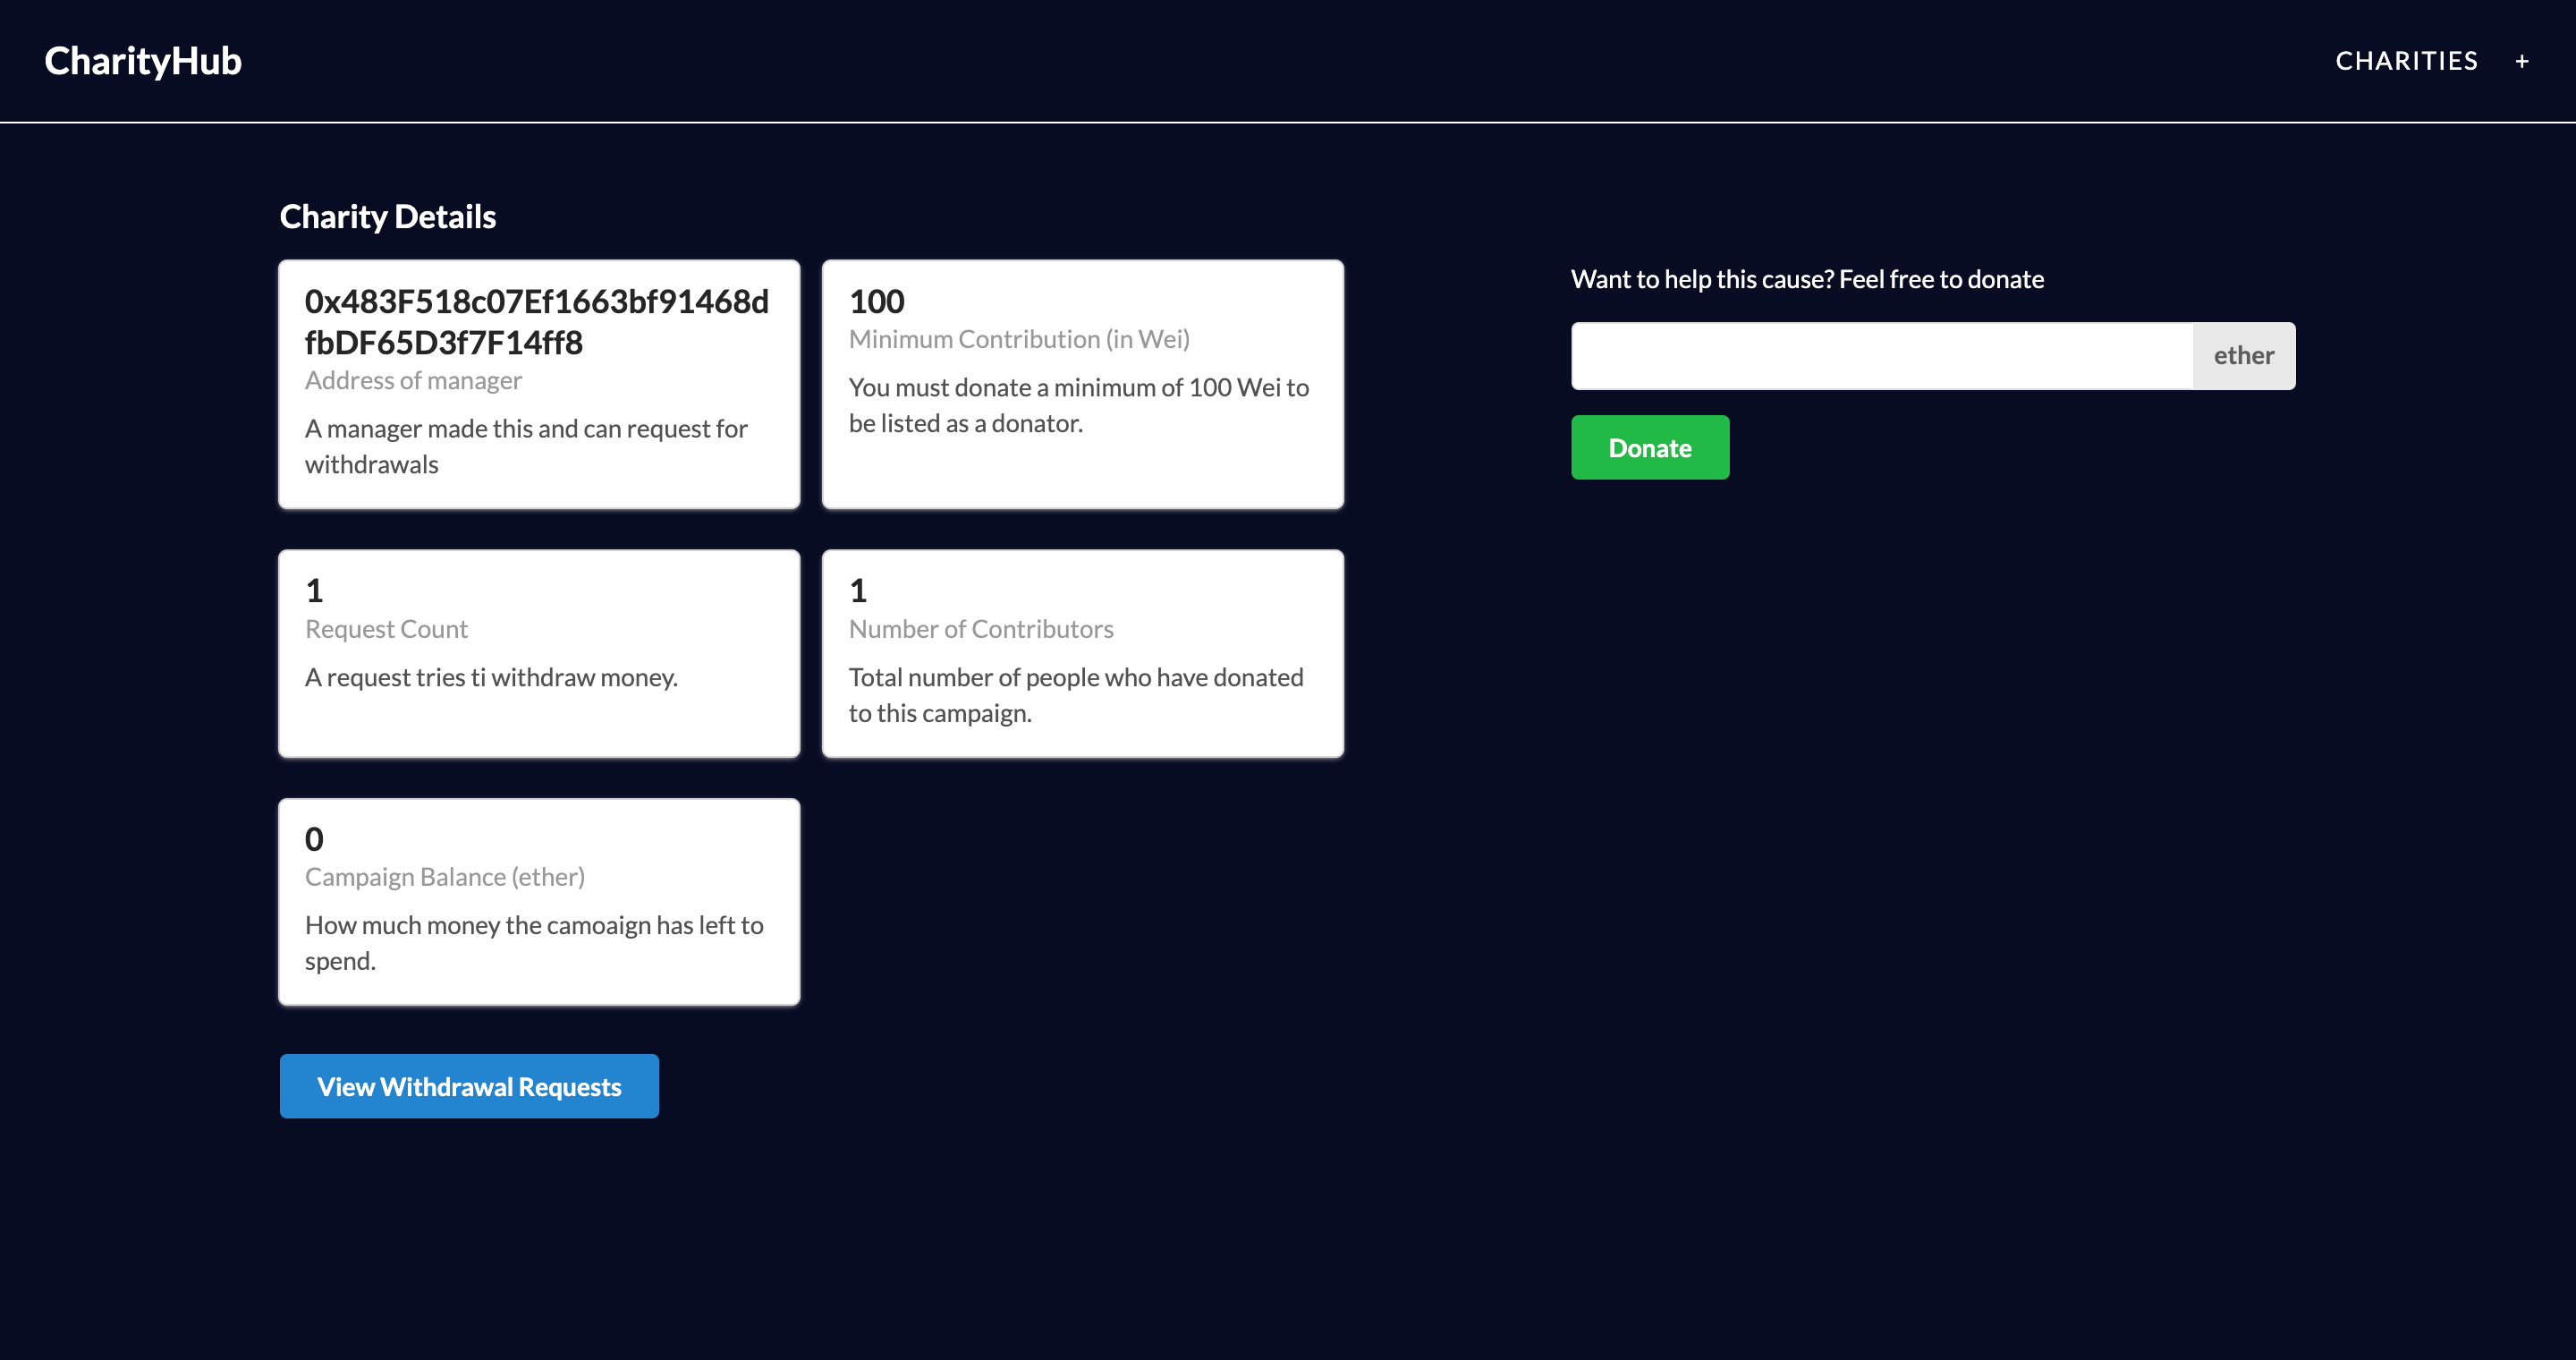 CharityHub
CHARITIES +
Charity Details
0x483F518c07Ef1663bf91468d
fbDF65D3f7F14ff8
Address of manager
A manager made this and can request for
withdrawals
100
Minimum Contribution (in Wei)
You must donate a minimum of 100 Wei to
be listed as a donator.
1
Request Count
A request tries ti withdraw money.
1
Number of Contributors
Total number of people who have donated
to this campaign.
0
Campaign Balance (ether)
How much money the camoaign has left to
spend.
View Withdrawal Requests
Want to help this cause? Feel free to donate
ether
Donate